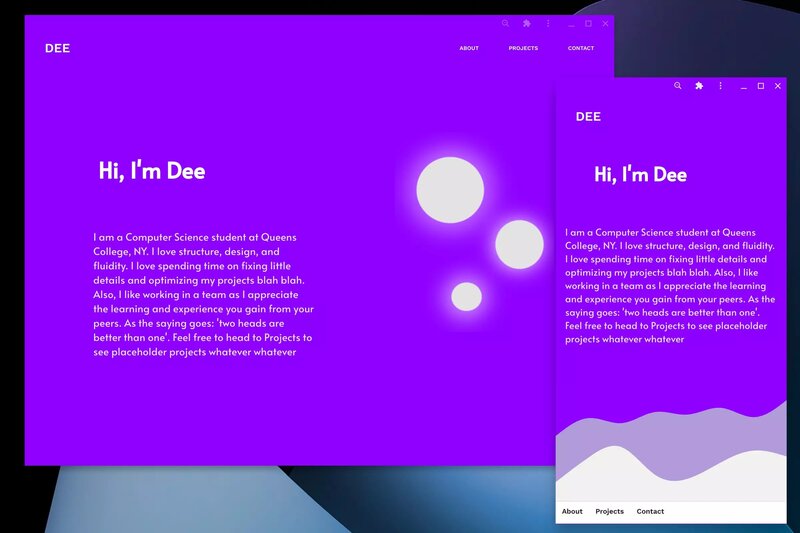 DEE
ABOUT PROJECTS CONTACT
Hi, I'm Dee
I am a Computer Science student at Queens
College, NY. I love structure, design, and
fluidity. I love spending time on fixing little
details and optimizing my projects blah blah.
Also, I like working in a team as I appreciate
the learning and experience you gain from your
peers. As the saying goes: 'two heads are
better than one'. Feel free to head to Projects to
see placeholder projects whatever whatever
DEE
Hi, I'm Dee
I am a Computer Science student at Queens
College, NY. I love structure, design, and fluidity.
I love spending time on fixing little details and
optimizing my projects blah blah. Also, I like
working in a team as I appreciate the learning
and experience you gain from your peers. As the
saying goes: 'two heads are better than one'.
Feel free to head to Projects to see placeholder
projects whatever whatever
About Projects Contact